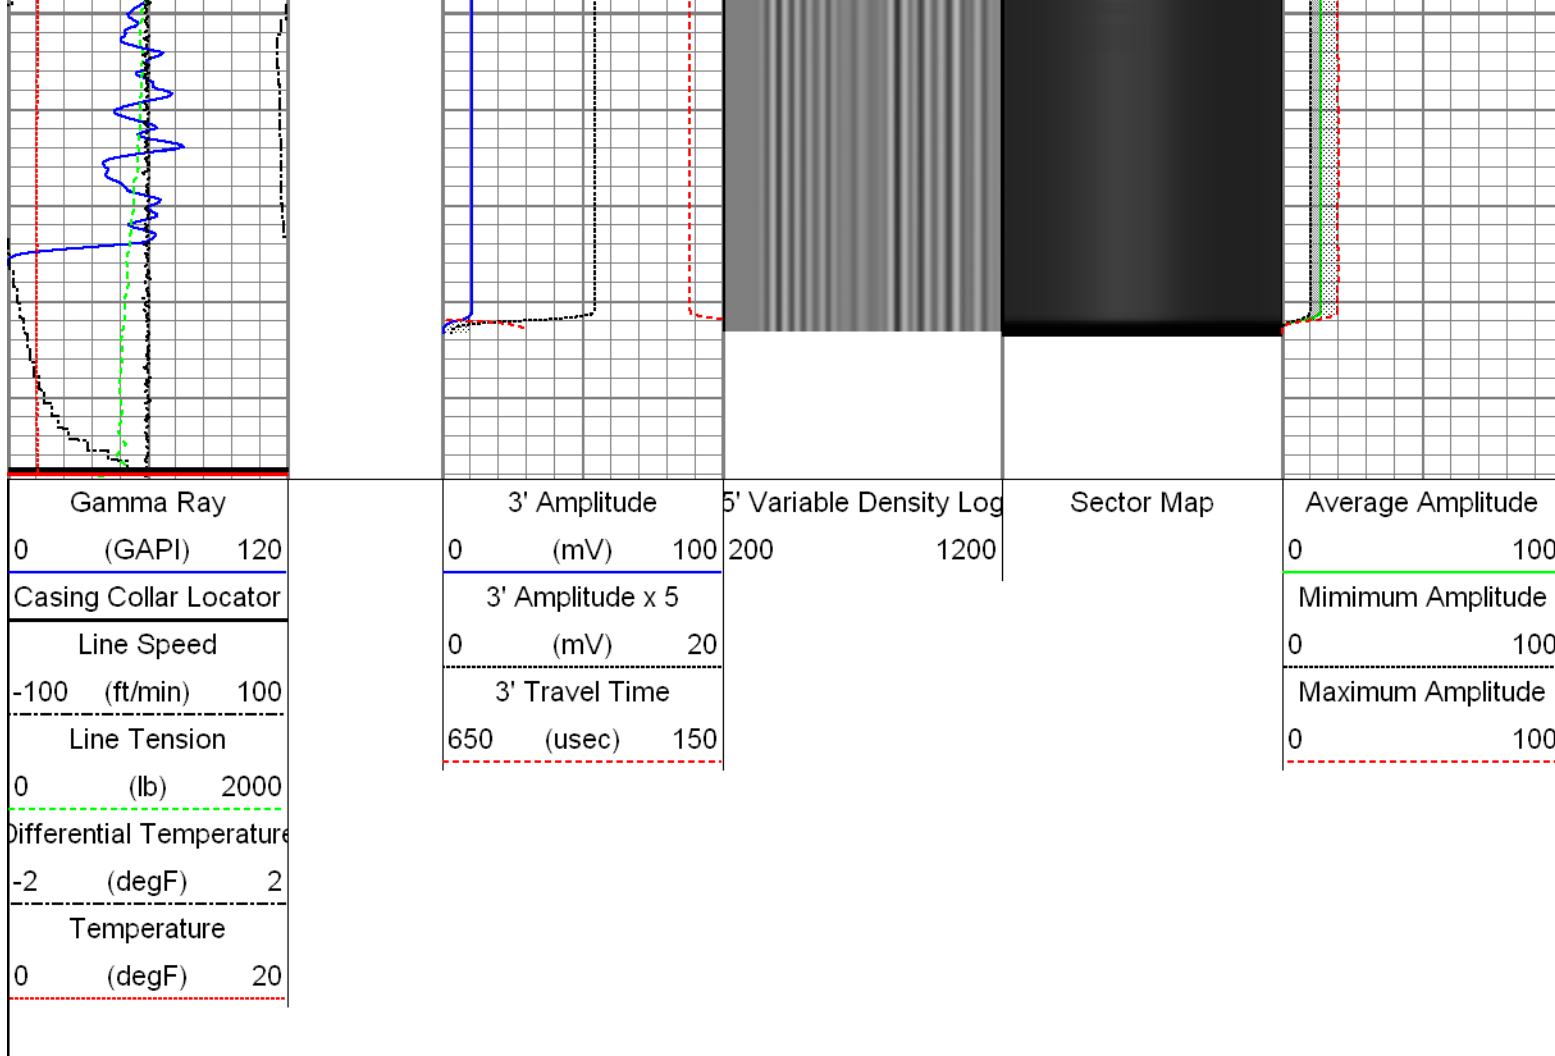 Gamma Ray
0 (GAPI) 120
Casing Collar Locator
Line Speed
-100 (ft/min) 100
Line Tension
0 (lb) 2000
Differential Temperature
-2 (degF) 2
Temperature
0 (degF) 20
3' Amplitude
0 (mV) 100
3' Amplitude x 5
0 (mV) 20
3' Travel Time
650 (usec) 150
5' Variable Density Log
200 1200
Sector Map
Average Amplitude
0 100
Mimimum Amplitude
0 100
Maximum Amplitude
0 100